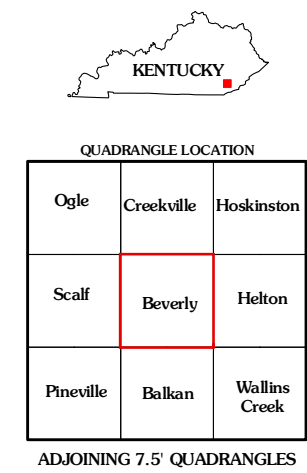 KENTUCKY
QUADRANGLE LOCATION
Ogle Creekville Hoskinston
Scalf Beverly Helton
Pineville Balkan Wallins
Creek
ADJOINING 7.5' QUADRANGLES